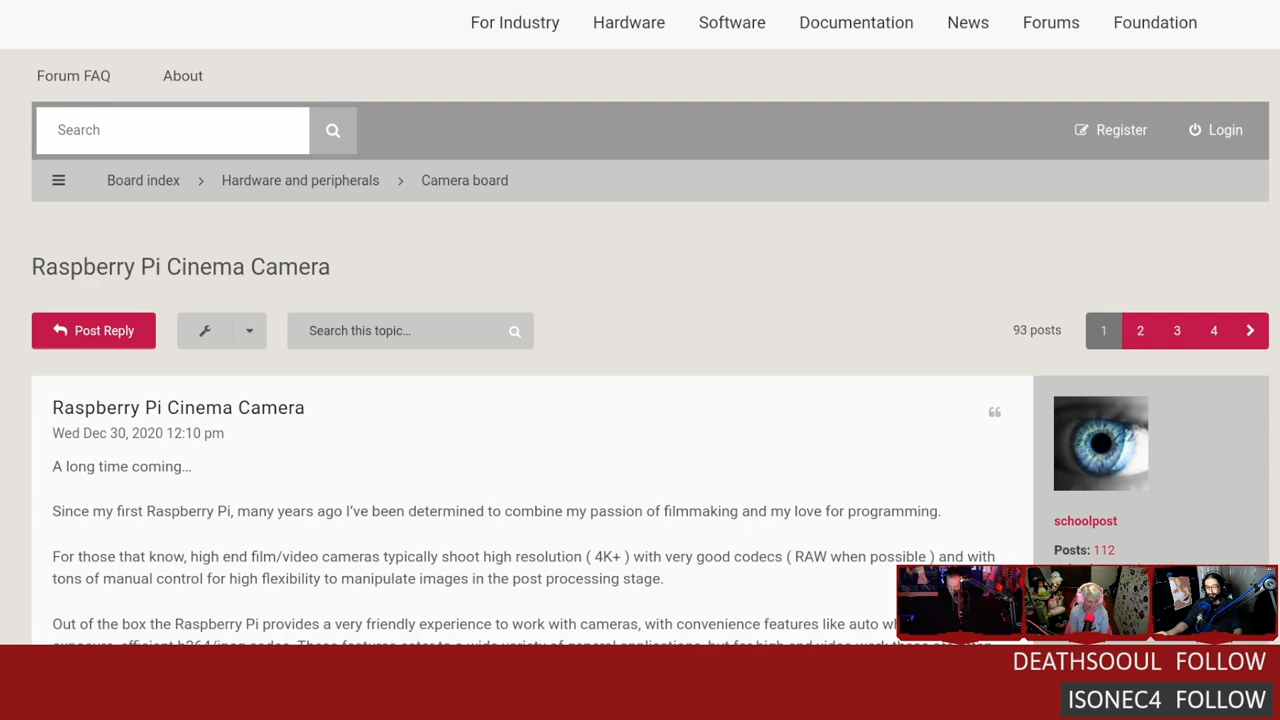 For Industry Hardware Software Documentation News Forums Foundation
Forum FAQ About
Search Register Login
Board index Hardware and peripherals Camera board
Raspberry Pi Cinema Camera
Post Reply Search this topic… 93 posts 1 2 3 4
Raspberry Pi Cinema Camera
Wed Dec 30, 2020 12:10 pm
A long time coming…
Since my first Raspberry Pi, many years ago I've been determined to combine my passion of filmmaking and my love for programming.
For those that know, high end film/video cameras typically shoot high resolution ( 4K+ ) with very good codecs ( RAW when possible ) and with
tons of manual control for high flexibility to manipulate images in the post processing stage.
Out of the box the Raspberry Pi provides a very friendly experience to work with cameras, with convenience features like auto
schoolpost
Posts: 112
DEATHSOOUL FOLLOW
ISONEC4 FOLLOW